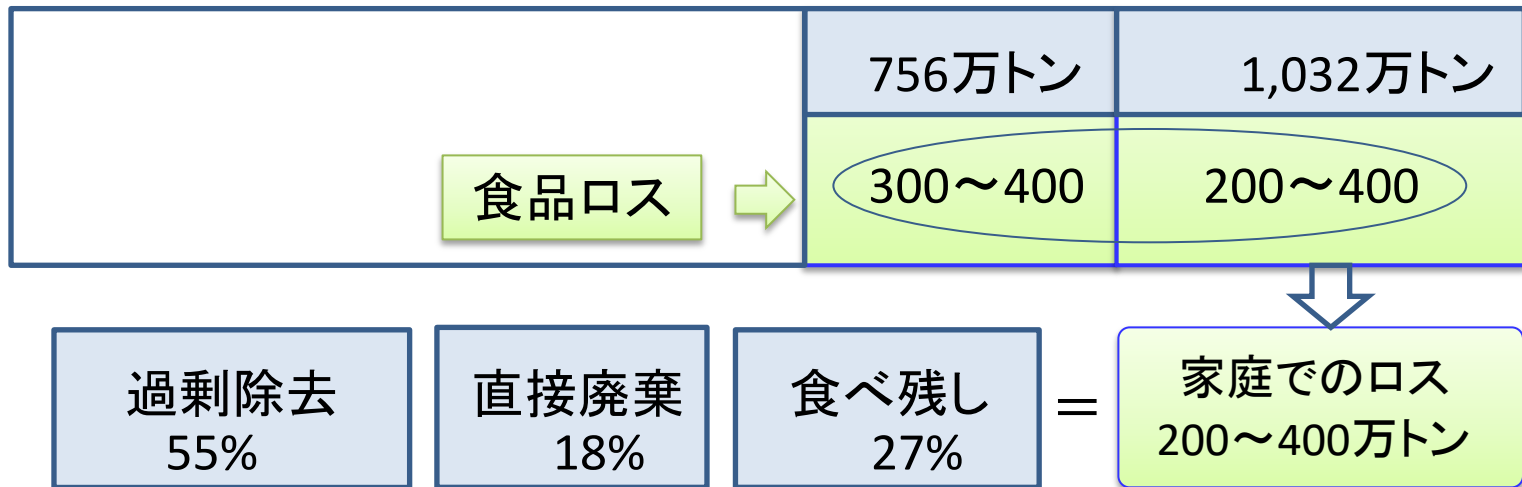 756万トン
1,032万トン
食品ロス
300～400
200～400
過剰除去
55%
直接廃棄
18%
食べ残し
27%
＝
家庭でのロス
200～400万トン